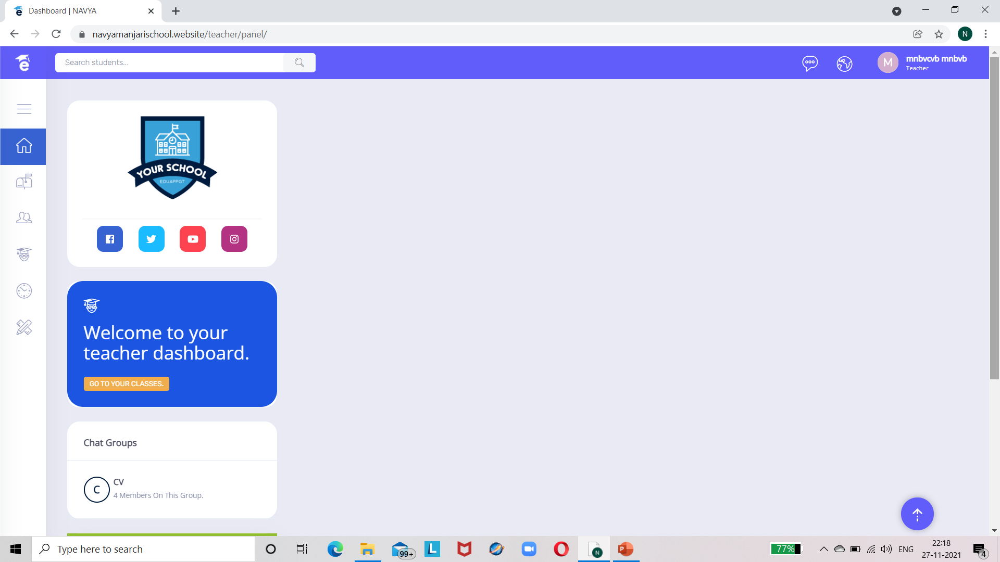 Dashboard | NAVYA
navyamanjarischool.website/teacher/panel/
N
e
Search students...
M
mnbvcvb mnbvb
Teacher
YOUR SCHOOL
EDUAPPGT
Welcome to your
teacher dashboard.
GO TO YOUR CLASSES.
Chat Groups
C
CV
4 Members On This Group.
Type here to search
99+
L
N
P
77%
ENG
22:18
27-11-2021
4